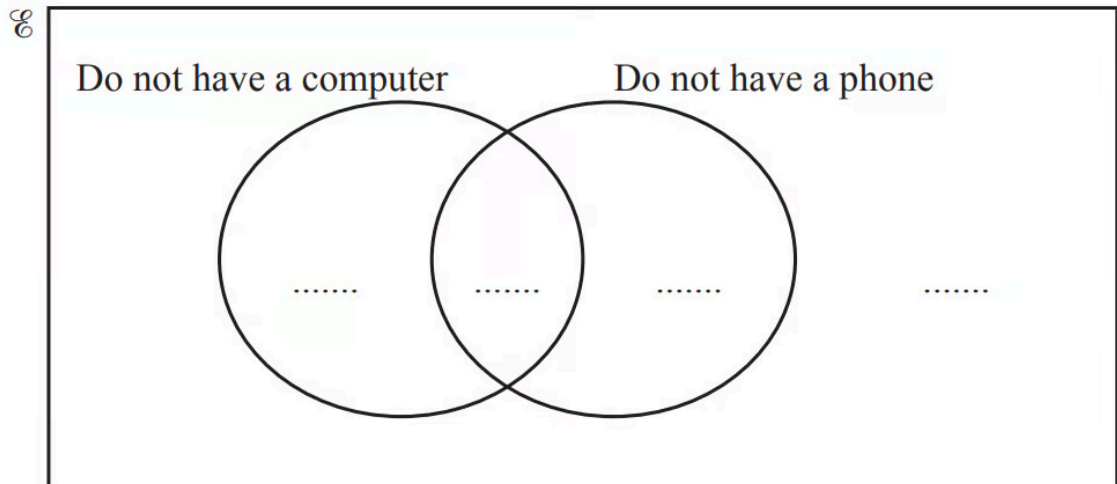 ℰ
Do not have a computer Do not have a phone
....... ....... ....... .......